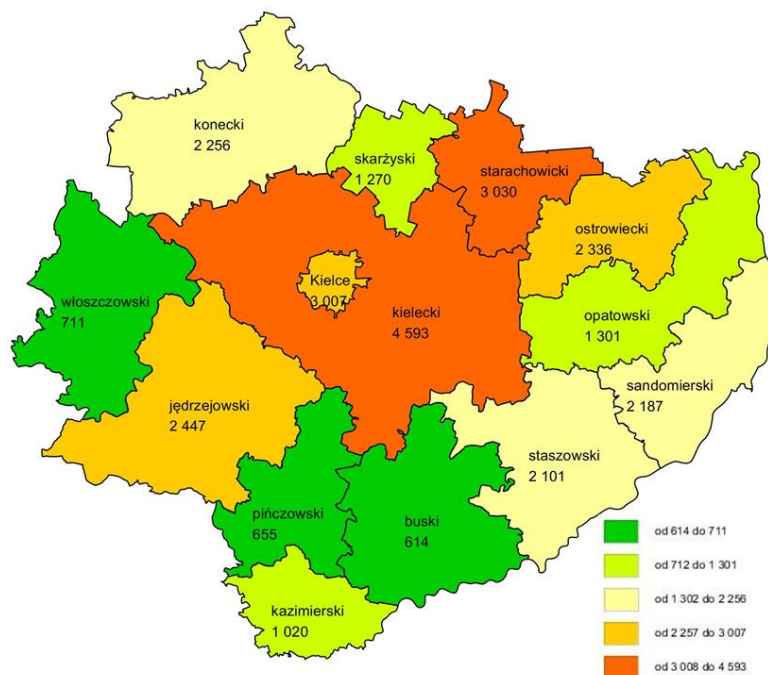 konecki
2 256
skarżyski
1 270
starachowicki
3 030
ostrowiecki
2 336
włoszczowski
711
Kielce
3 007
kielecki
4 593
opatowski
1 301
sandomierski
2 187
jędrzejowski
2 447
staszowski
2 101
pińczowski
655
buski
614
kazimierski
1 020
od 614 do 711
od 712 do 1 301
od 1 302 do 2 256
od 2 257 do 3 007
od 3 008 do 4 593